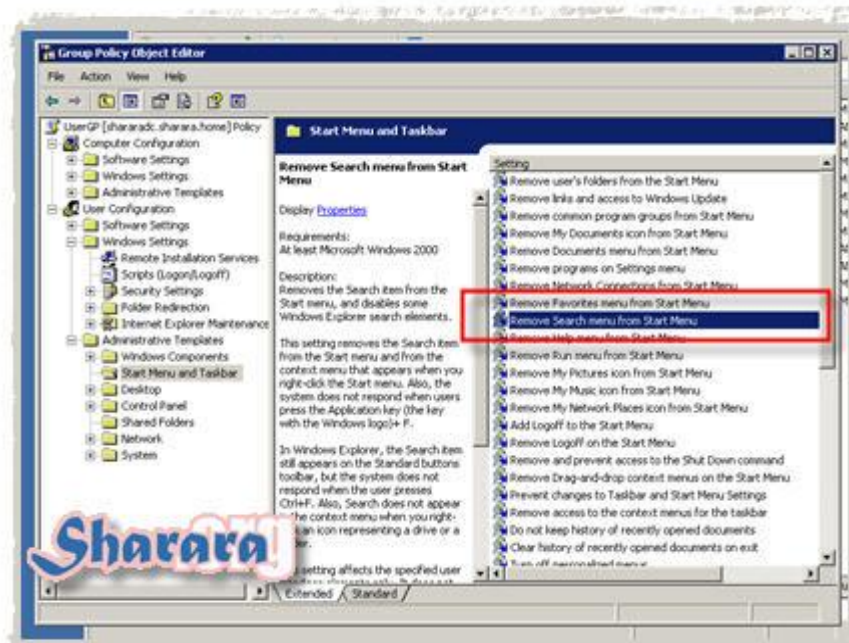 Group Policy Object Editor
File Action View Help
UserGP [shararadc.sharara.home] Policy
Computer Configuration
Software Settings
Windows Settings
Administrative Templates
User Configuration
Software Settings
Windows Settings
Remote Installation Services
Scripts (Logon/Logoff)
Security Settings
Folder Redirection
Internet Explorer Maintenance
Administrative Templates
Windows Components
Start Menu and Taskbar
Desktop
Control Panel
Shared Folders
Network
System
Start Menu and Taskbar
Remove Search menu from Start
Menu
Display Properties
Requirements:
At least Microsoft Windows 2000
Description:
Removes the Search item from the
Start menu, and disables some
Windows Explorer search elements.
This setting removes the Search item
from the Start menu and from the
context menu that appears when you
right-click the Start menu. Also, the
system does not respond when users
press the Application key (the key
with the Windows logo)+ F.
In Windows Explorer, the Search item
still appears on the Standard buttons
toolbar, but the system does not
respond when the user presses
Ctrl+F. Also, Search does not appear
the context menu when you right-
an icon representing a drive or a
setting affects the specified user
Setting
Remove user's folders from the Start Menu
Remove links and access to Windows Update
Remove common program groups from Start Menu
Remove My Documents icon from Start Menu
Remove Documents menu from Start Menu
Remove programs on Settings menu
Remove Network Connections from Start Menu
Remove Favorites menu from Start Menu
Remove Search menu from Start Menu
Remove Help menu from Start Menu
Remove Run menu from Start Menu
Remove My Pictures icon from Start Menu
Remove My Music icon from Start Menu
Remove My Network Places icon from Start Menu
Add Logoff to the Start Menu
Remove Logoff on the Start Menu
Remove and prevent access to the Shut Down command
Remove Drag-and-drop context menus on the Start Menu
Prevent changes to Taskbar and Start Menu Settings
Remove access to the context menus for the taskbar
Do not keep history of recently opened documents
Clear history of recently opened documents on exit
Turn off personalized menus
Extended Standard
Sharara
org